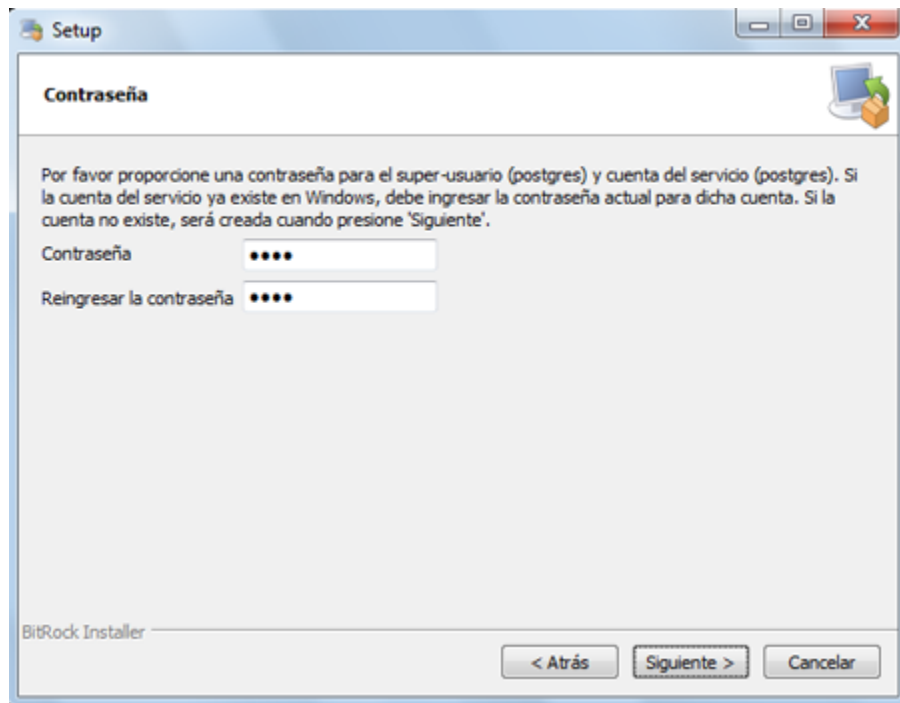 Setup
Contraseña
Por favor proporcione una contraseña para el super-usuario (postgres) y cuenta del servicio (postgres). Si
la cuenta del servicio ya existe en Windows, debe ingresar la contraseña actual para dicha cuenta. Si la
cuenta no existe, será creada cuando presione 'Siguiente'.
Contraseña ••••
Reingresar la contraseña ••••
BitRock Installer
< Atrás Siguiente > Cancelar